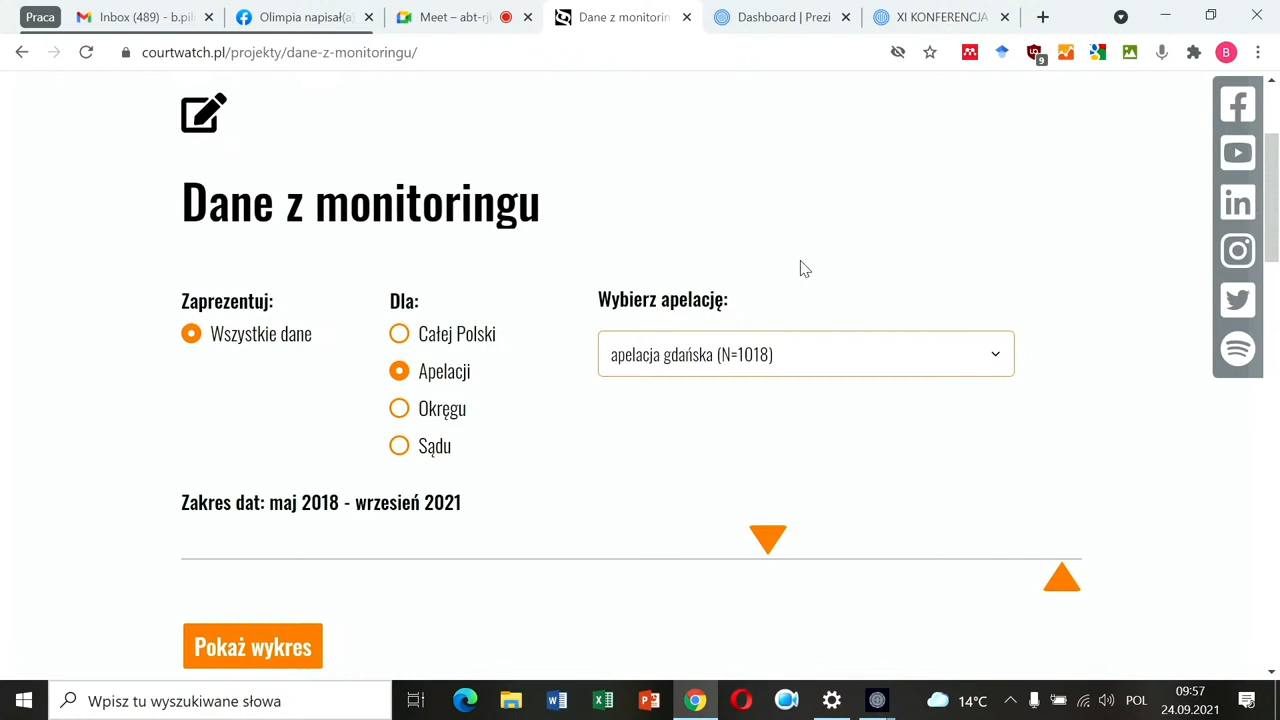 Praca
Inbox (489) - b.pil
Olimpia napisał(a)
Meet – abt-rj
Dane z monitorin
Dashboard | Prezi
XI KONFERENCJA
courtwatch.pl/projekty/dane-z-monitoringu/
9
B
Dane z monitoringu
Zaprezentuj:
Dla:
Wybierz apelację:
Wszystkie dane
Całej Polski
apelacja gdańska (N=1018)
Apelacji
Okręgu
Sądu
Zakres dat: maj 2018 - wrzesień 2021
Pokaż wykres
Wpisz tu wyszukiwane słowa
14°C
POL
09:57
24.09.2021